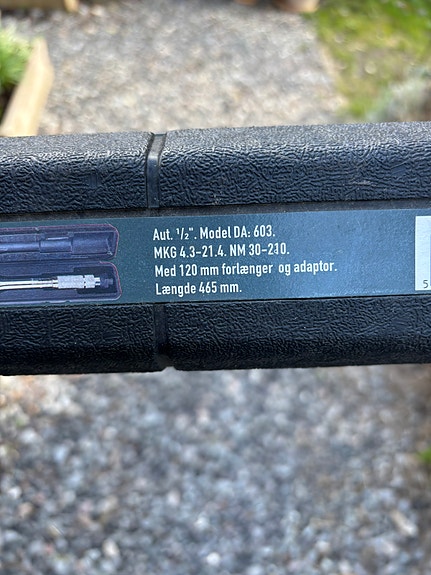 Aut. 1/2". Model DA: 603.
MKG 4.3-21.4. NM 30-210.
Med 120 mm forlænger og adaptor.
Længde 465 mm.
5